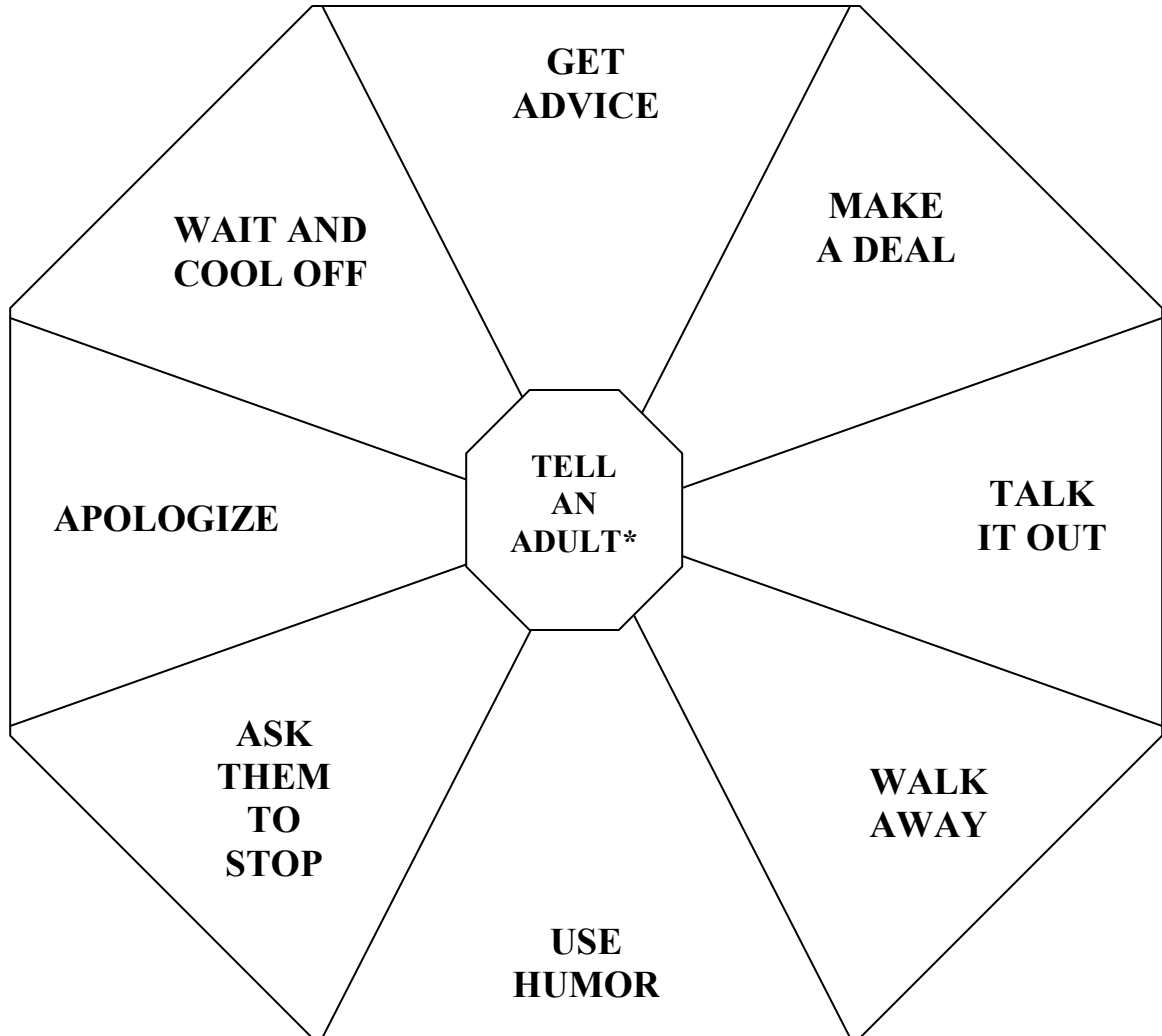 GET
ADVICE
MAKE
A DEAL
TALK
IT OUT
WALK
AWAY
USE
HUMOR
ASK
THEM
TO
STOP
APOLOGIZE
WAIT AND
COOL OFF
TELL
AN
ADULT*